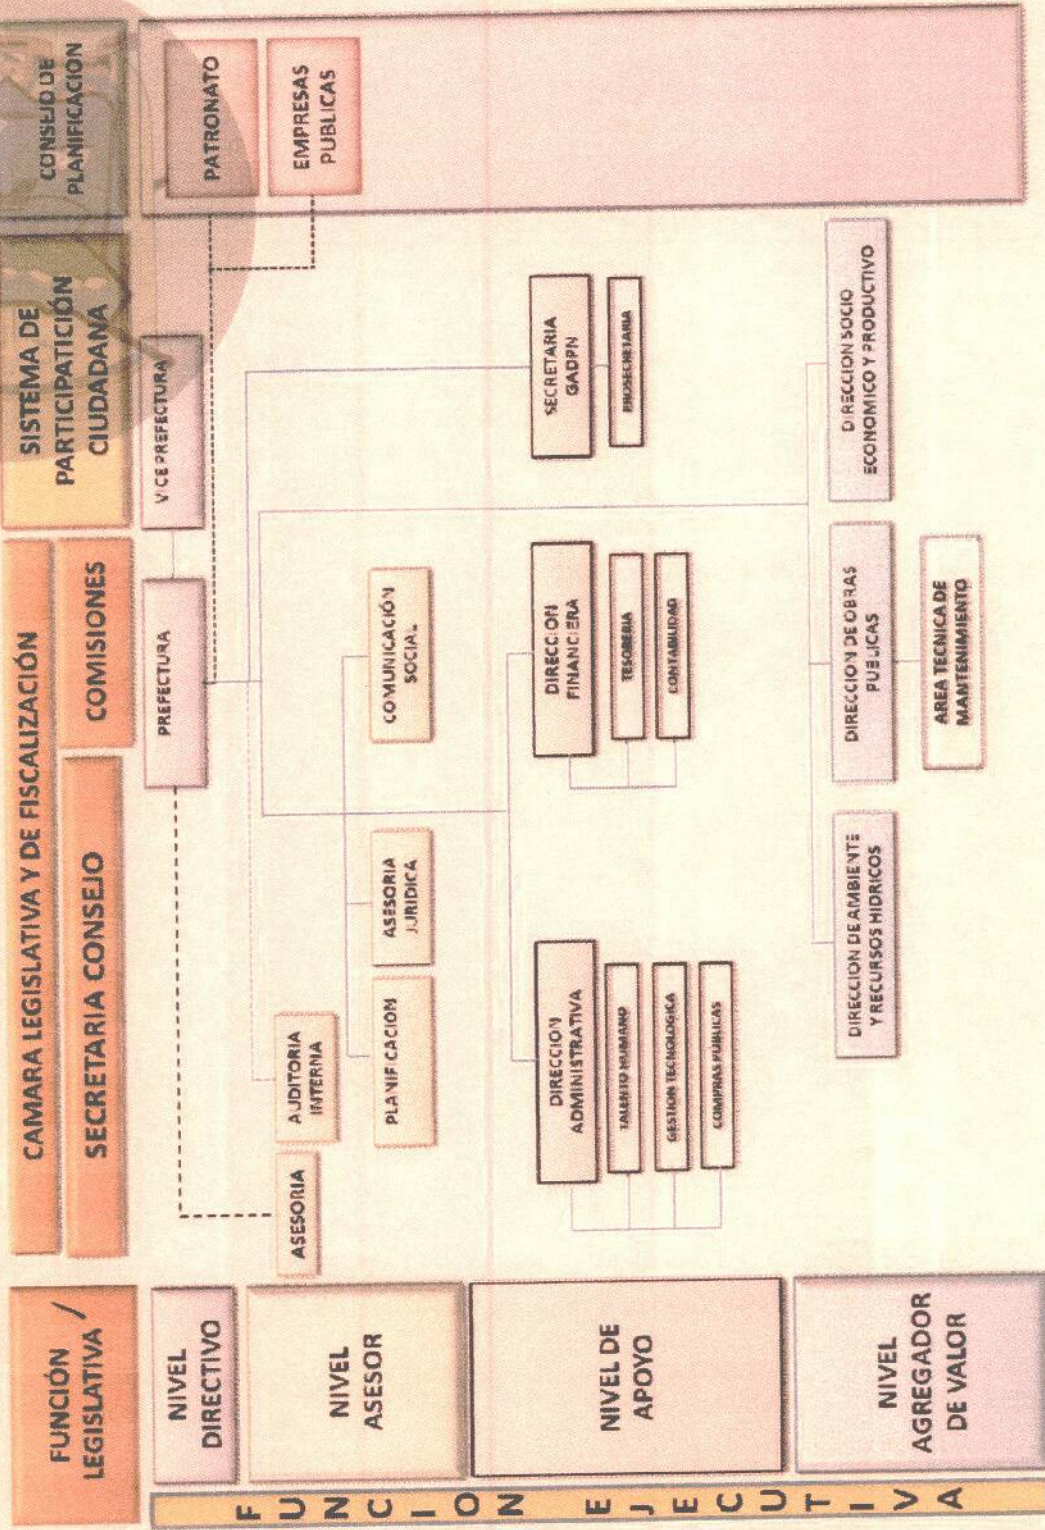 FUNCIÓN
LEGISLATIVA /
CAMARA LEGISLATIVA Y DE FISCALIZACIÓN
SECRETARIA CONSEJO
COMISIONES
SISTEMA DE
PARTICIPATICIÓN
CIUDADANA
CONSEJO DE
PLANIFICACION
FUNCION EJECUTIVA
NIVEL
DIRECTIVO
PREFECTURA
VICEPREFECTURA
PATRONATO
EMPRESAS
PUBLICAS
NIVEL
ASESOR
ASESORIA
AUDITORIA
INTERNA
PLANIFICACION
ASESORIA
JURIDICA
COMUNICACIÓN
SOCIAL
NIVEL DE
APOYO
DIRECCION
ADMINISTRATIVA
TALENTO HUMANO
GESTION TECNOLOGICA
COMPRAS PUBLICAS
DIRECCION
FINANCIERA
TESORERIA
CONTABILIDAD
SECRETARIA
GADPN
PROSECRETARIA
NIVEL
AGREGADOR
DE VALOR
DIRECCION DE AMBIENTE
Y RECURSOS HIDRICOS
DIRECCION DE OBRAS
PUBLICAS
AREA TECNICA DE
MANTENIMIENTO
DIRECCION SOCIO
ECONOMICO Y PRODUCTIVO